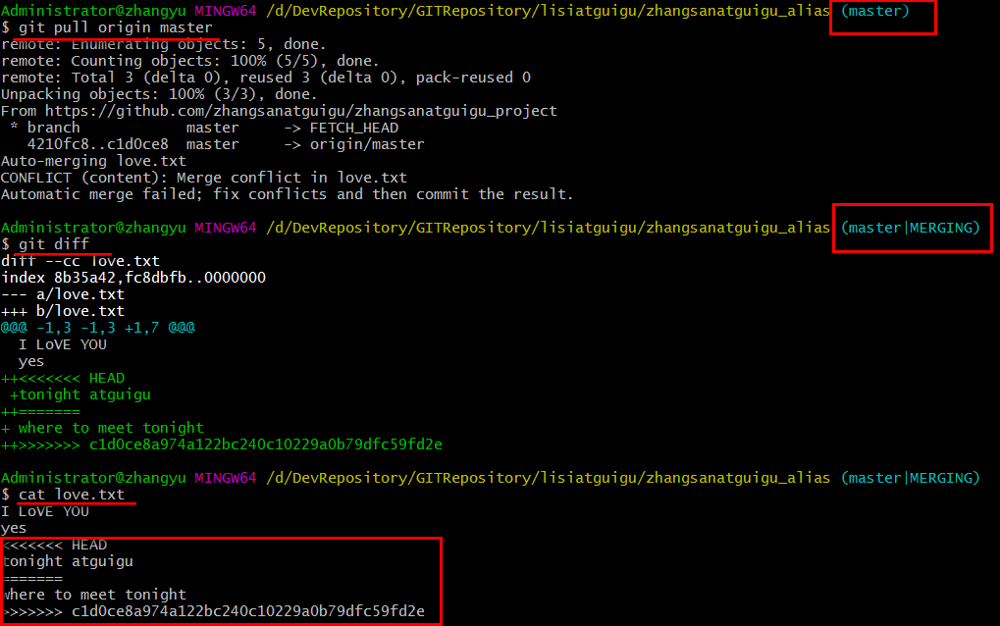 Administrator@zhangyu MINGW64 /d/DevRepository/GITRepository/lisiatguigu/zhangsanatguigu_alias (master)
$ git pull origin master
remote: Enumerating objects: 5, done.
remote: Counting objects: 100% (5/5), done.
remote: Total 3 (delta 0), reused 3 (delta 0), pack-reused 0
Unpacking objects: 100% (3/3), done.
From https://github.com/zhangsanatguigu/zhangsanatguigu_project
 * branch            master     -> FETCH_HEAD
   4210fc8..c1d0ce8  master     -> origin/master
Auto-merging love.txt
CONFLICT (content): Merge conflict in love.txt
Automatic merge failed; fix conflicts and then commit the result.

Administrator@zhangyu MINGW64 /d/DevRepository/GITRepository/lisiatguigu/zhangsanatguigu_alias (master|MERGING)
$ git diff
diff --cc love.txt
index 8b35a42,fc8dbfb..0000000
--- a/love.txt
+++ b/love.txt
@@@ -1,3 -1,3 +1,7 @@@
  I LoVE YOU
  yes
++<<<<<<< HEAD
 +tonight atguigu
++=======
+ where to meet tonight
++>>>>>>> c1d0ce8a974a122bc240c10229a0b79dfc59fd2e

Administrator@zhangyu MINGW64 /d/DevRepository/GITRepository/lisiatguigu/zhangsanatguigu_alias (master|MERGING)
$ cat love.txt
I LoVE YOU
yes
<<<<<<< HEAD
tonight atguigu
=======
where to meet tonight
>>>>>>> c1d0ce8a974a122bc240c10229a0b79dfc59fd2e